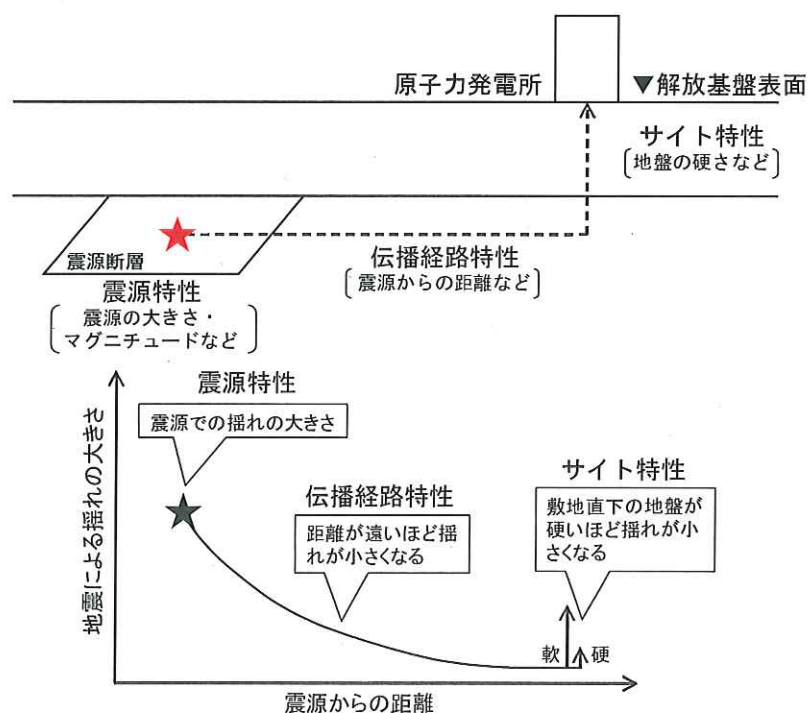 原子力発電所
▼解放基盤表面
サイト特性
〔地盤の硬さなど〕
震源断層
伝播経路特性
〔震源からの距離など〕
震源特性
震源の大きさ・
マグニチュードなど
地震による揺れの大きさ
震源特性
震源での揺れの大きさ
伝播経路特性
距離が遠いほど揺
れが小さくなる
サイト特性
敷地直下の地盤が
硬いほど揺れが小
さくなる
軟
硬
震源からの距離